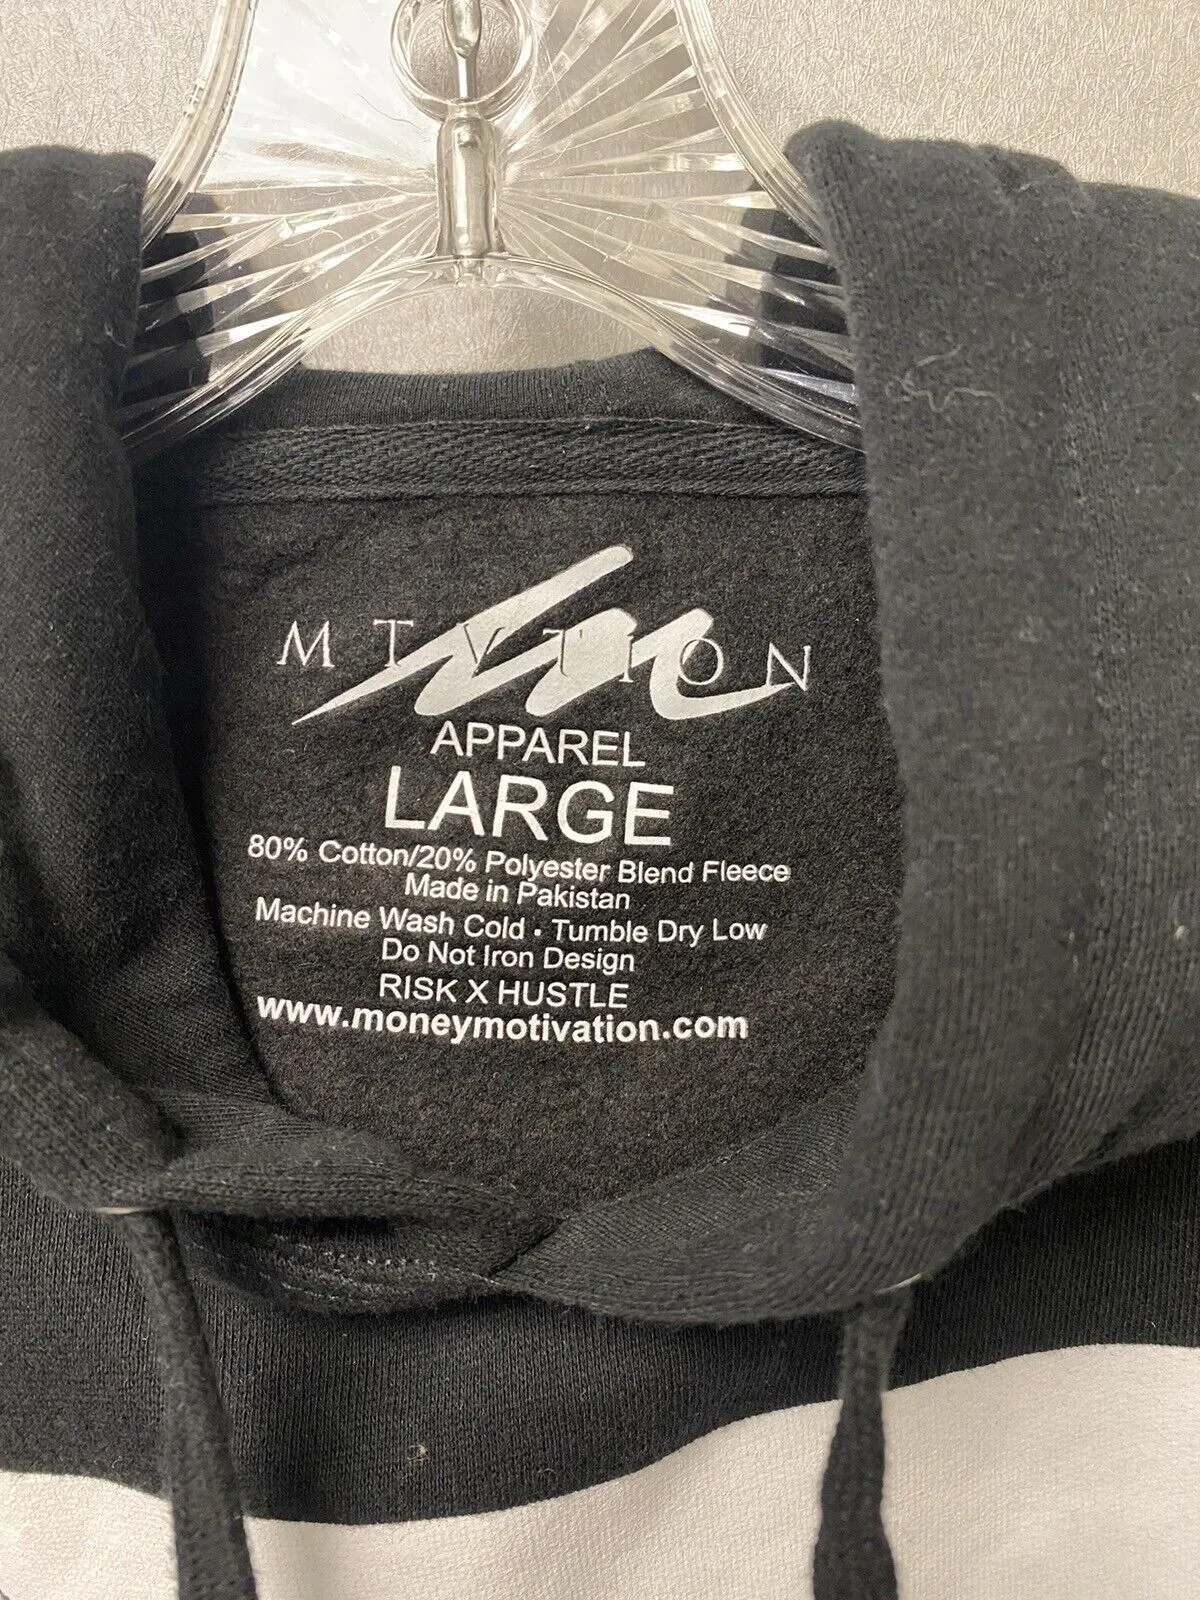 MTVTION
APPAREL
LARGE
80% Cotton/20% Polyester Blend Fleece
Made in Pakistan
Machine Wash Cold • Tumble Dry Low
Do Not Iron Design
RISK X HUSTLE
www.moneymotivation.com